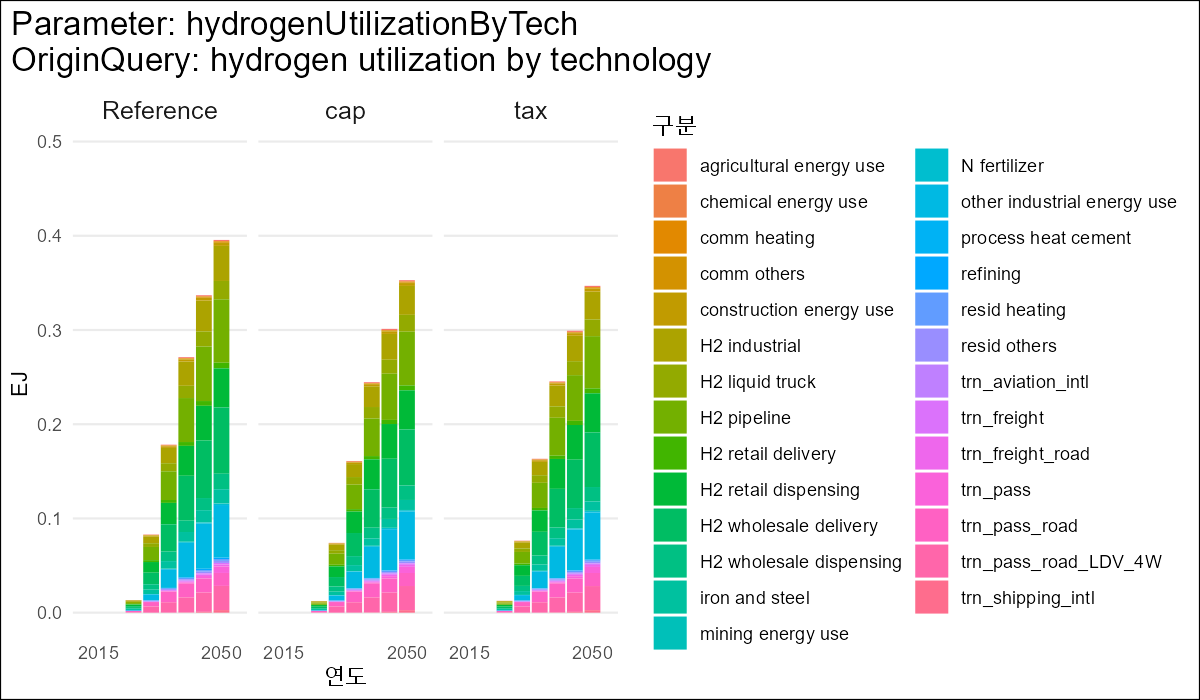 Parameter: hydrogenUtilizationByTech
OriginQuery: hydrogen utilization by technology
Reference
cap
tax
0.5
0.4
0.3
0.2
0.1
0.0
EJ
2015
2050
2015
2050
2015
2050
연도
구분
agricultural energy use
chemical energy use
comm heating
comm others
construction energy use
H2 industrial
H2 liquid truck
H2 pipeline
H2 retail delivery
H2 retail dispensing
H2 wholesale delivery
H2 wholesale dispensing
iron and steel
mining energy use
N fertilizer
other industrial energy use
process heat cement
refining
resid heating
resid others
trn_aviation_intl
trn_freight
trn_freight_road
trn_pass
trn_pass_road
trn_pass_road_LDV_4W
trn_shipping_intl